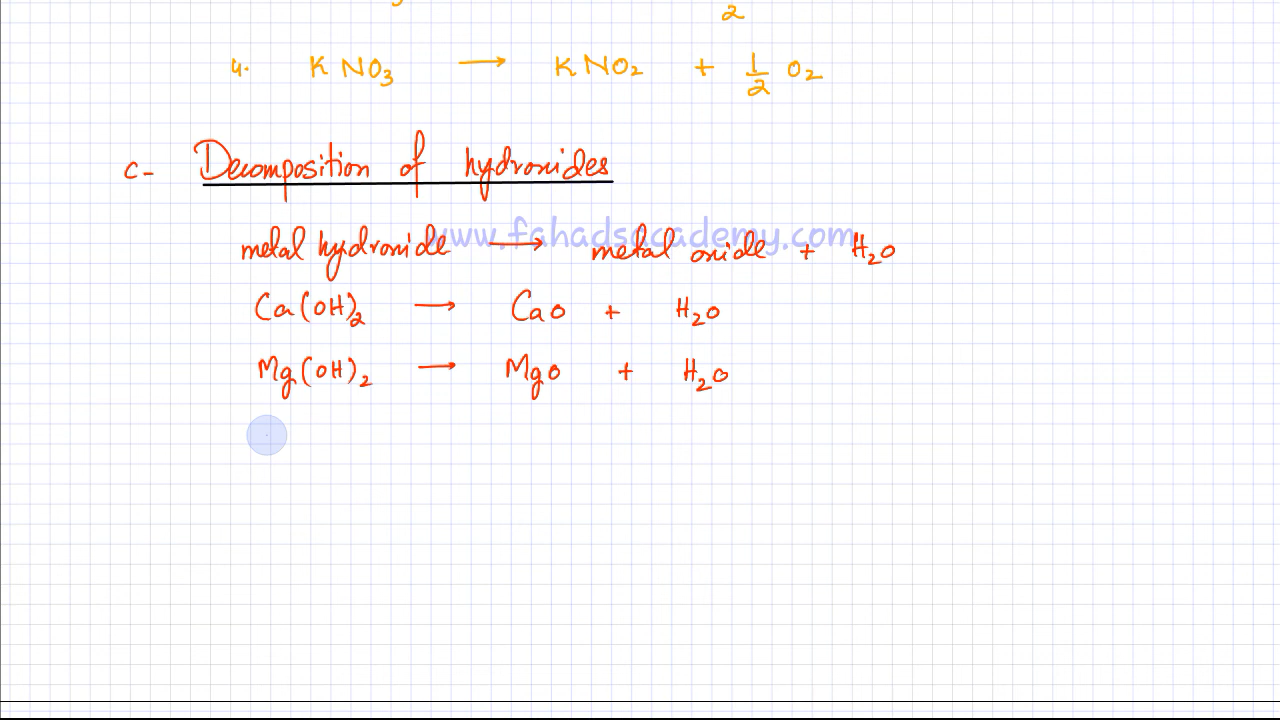 2
4. KNO₃ → KNO₂ + 1/2 O₂
C- Decomposition of hydroxides
www.fahadsacademy.com
metal hydroxide → metal oxide + H₂O
Ca(OH)₂ → CaO + H₂O
Mg(OH)₂ → MgO + H₂O